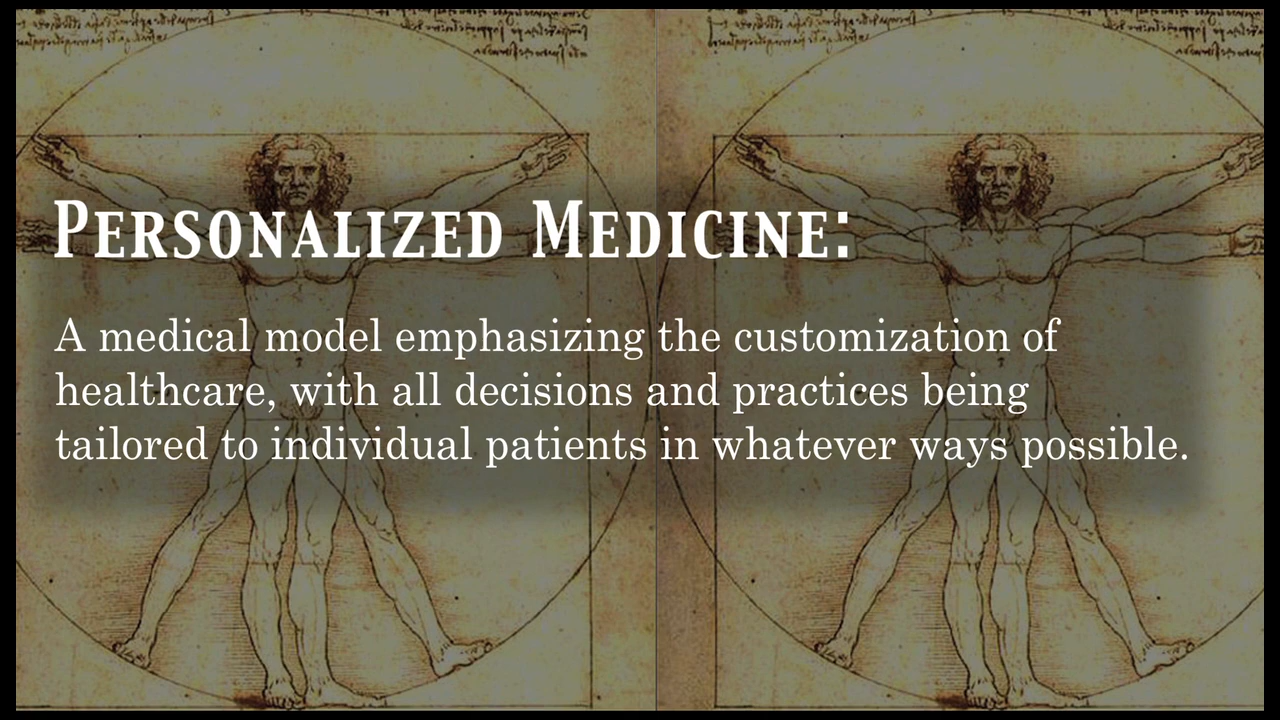 Personalized Medicine:
A medical model emphasizing the customization of
healthcare, with all decisions and practices being
tailored to individual patients in whatever ways possible.